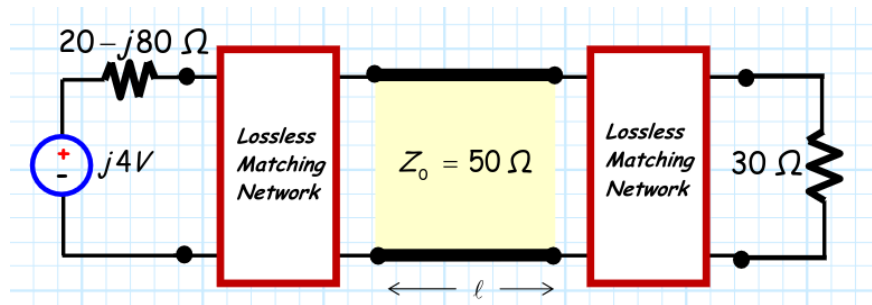 20 – j80 Ω
Lossless
Matching
Network
+
-
j4V
Z₀ = 50 Ω
Lossless
Matching
Network
30 Ω
ℓ